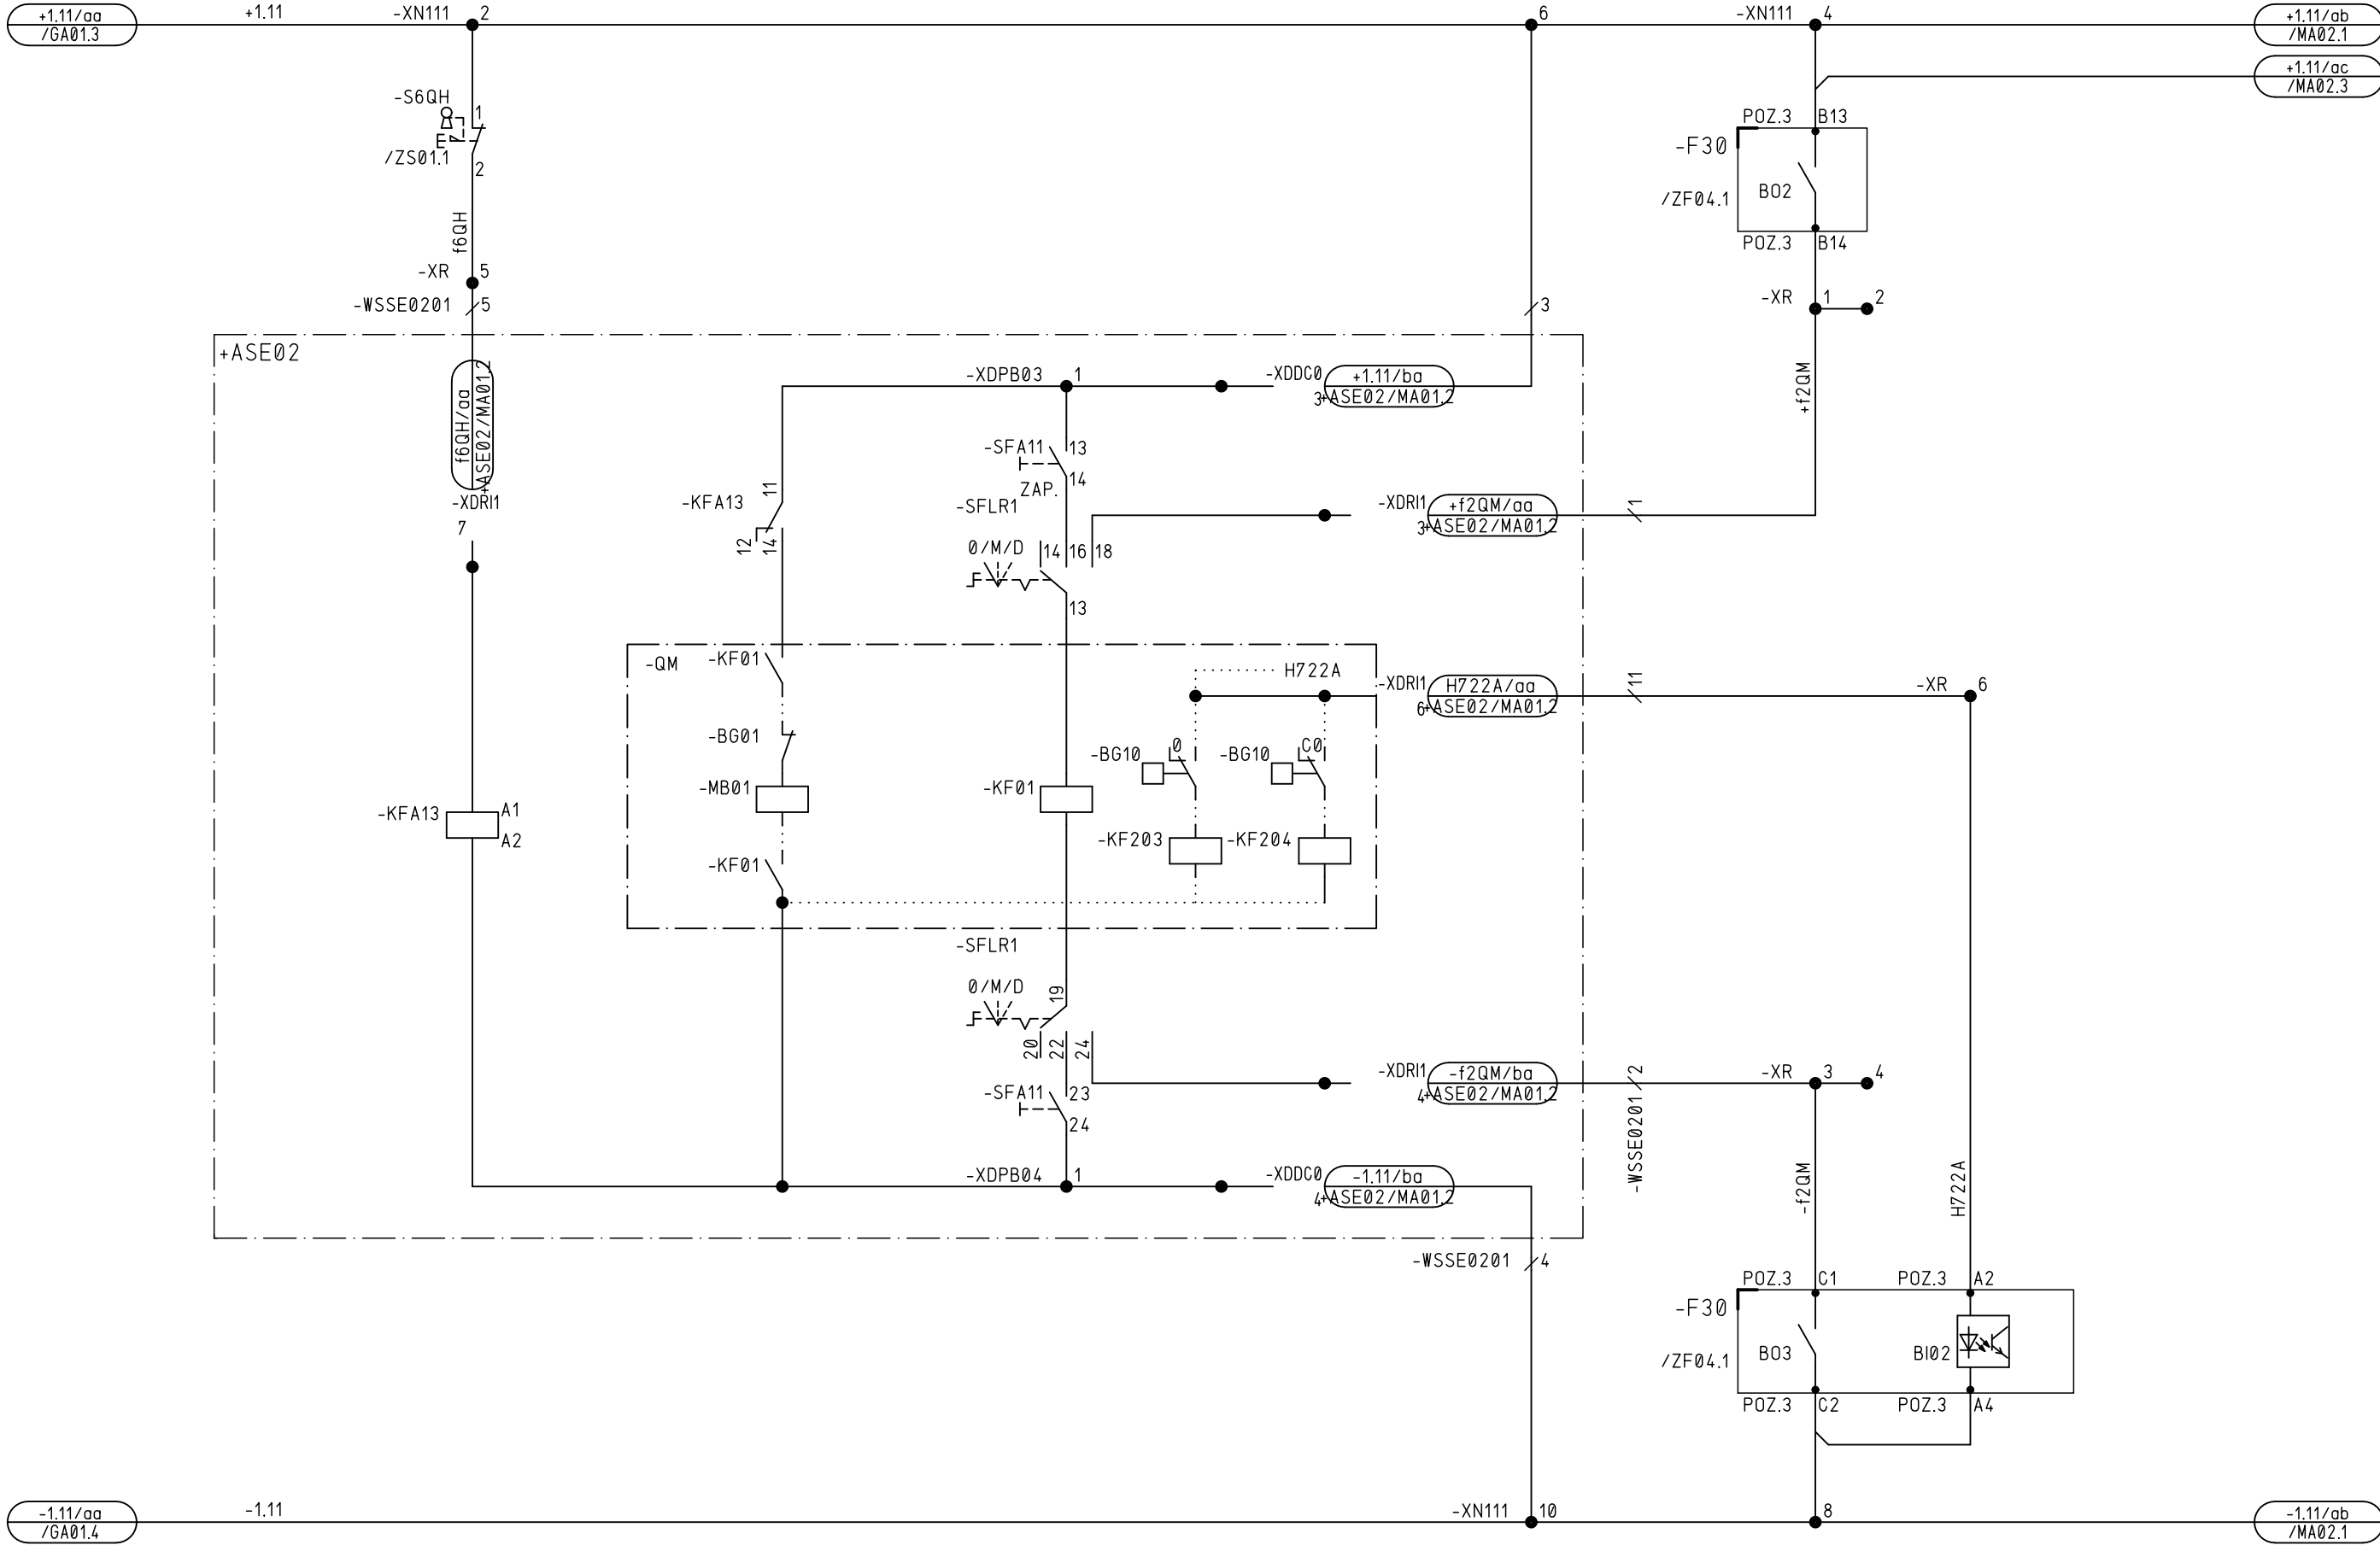 +1.11/aa
/GA01.3
+1.11
-XN111
2
6
-XN111
4
+1.11/ab
/MA02.1
+1.11/ac
/MA02.3
-S6QH
1
/ZS01.1
2
f6QH
-XR
5
-WSSE0201
5
POZ.3
B13
-F30
BO2
/ZF04.1
POZ.3
B14
-XR
1
2
3
+ASE02
f6QH/aa
+ASE02/MA01.2
-XDRI1
7
-XDPB03
1
-XDDC0
3
+1.11/ba
+ASE02/MA01.2
+f2QM
-SFA11
13
14
ZAP.
-KFA13
11
12
14
-SFLR1
0/M/D
14
16
18
13
-XDRI1
3
+f2QM/aa
+ASE02/MA01.2
1
-QM
-KF01
H722A
-XDRI1
6
H722A/aa
+ASE02/MA01.2
11
-XR
6
-BG01
-BG10
0
-BG10
C0
-MB01
-KF01
-KFA13
A1
A2
-KF203
-KF204
-KF01
-SFLR1
0/M/D
19
20
22
24
-XDRI1
4
-f2QM/ba
+ASE02/MA01.2
2
-WSSE0201
-XR
3
4
-SFA11
23
24
-XDPB04
1
-XDDC0
4
-1.11/ba
+ASE02/MA01.2
-f2QM
H722A
-WSSE0201
4
POZ.3
C1
POZ.3
A2
-F30
BO3
BI02
/ZF04.1
POZ.3
C2
POZ.3
A4
-1.11/aa
/GA01.4
-1.11
-XN111
10
8
-1.11/ab
/MA02.1